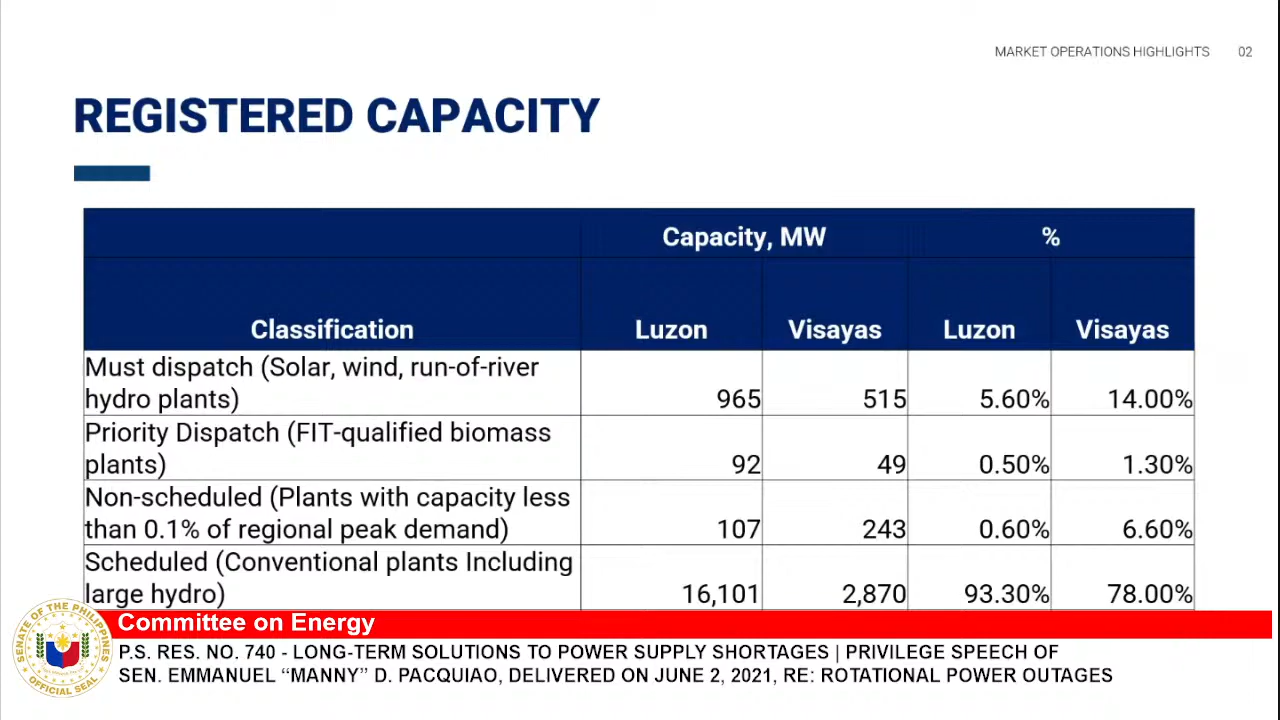 MARKET OPERATIONS HIGHLIGHTS 02
REGISTERED CAPACITY
Capacity, MW %
Classification Luzon Visayas Luzon Visayas
Must dispatch (Solar, wind, run-of-river
hydro plants) 965 515 5.60% 14.00%
Priority Dispatch (FIT-qualified biomass
plants) 92 49 0.50% 1.30%
Non-scheduled (Plants with capacity less
than 0.1% of regional peak demand) 107 243 0.60% 6.60%
Scheduled (Conventional plants Including
large hydro) 16,101 2,870 93.30% 78.00%
SENATE OF THE PHILIPPINES
OFFICIAL SEAL
Committee on Energy
P.S. RES. NO. 740 - LONG-TERM SOLUTIONS TO POWER SUPPLY SHORTAGES | PRIVILEGE SPEECH OF
SEN. EMMANUEL “MANNY” D. PACQUIAO, DELIVERED ON JUNE 2, 2021, RE: ROTATIONAL POWER OUTAGES